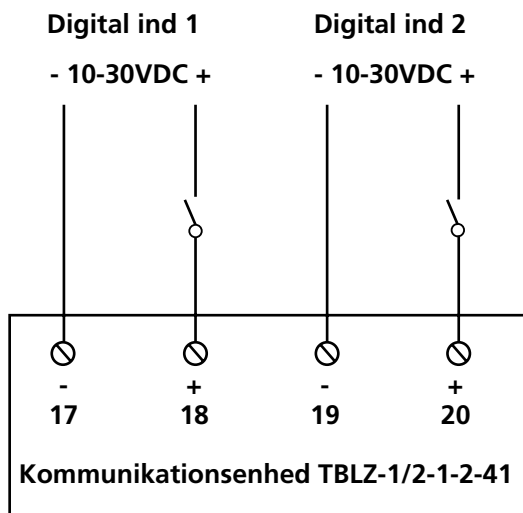 Digital ind 1 Digital ind 2
- 10-30VDC + - 10-30VDC +
- + - +
17 18 19 20
Kommunikationsenhed TBLZ-1/2-1-2-41